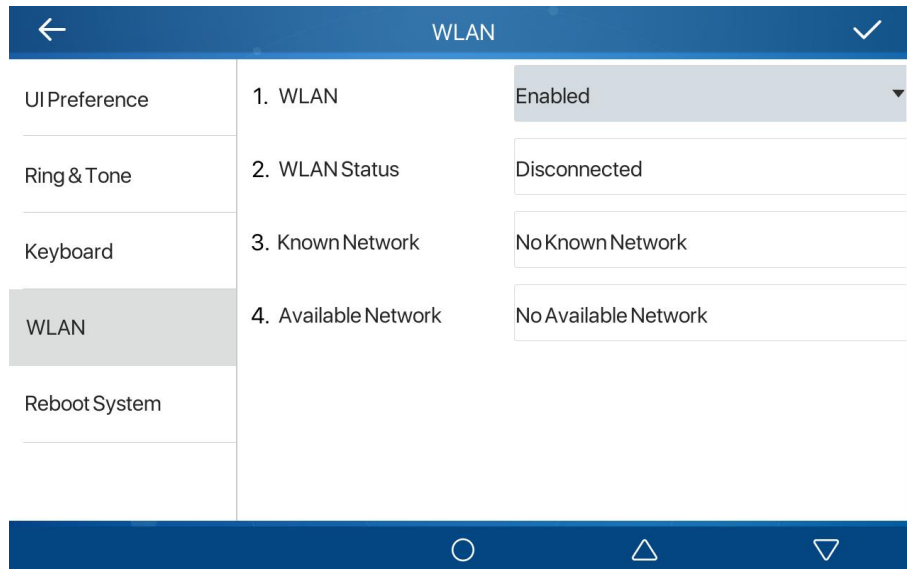 WLAN
UI Preference
Ring & Tone
Keyboard
WLAN
Reboot System
1. WLAN Enabled
2. WLAN Status Disconnected
3. Known Network No Known Network
4. Available Network No Available Network